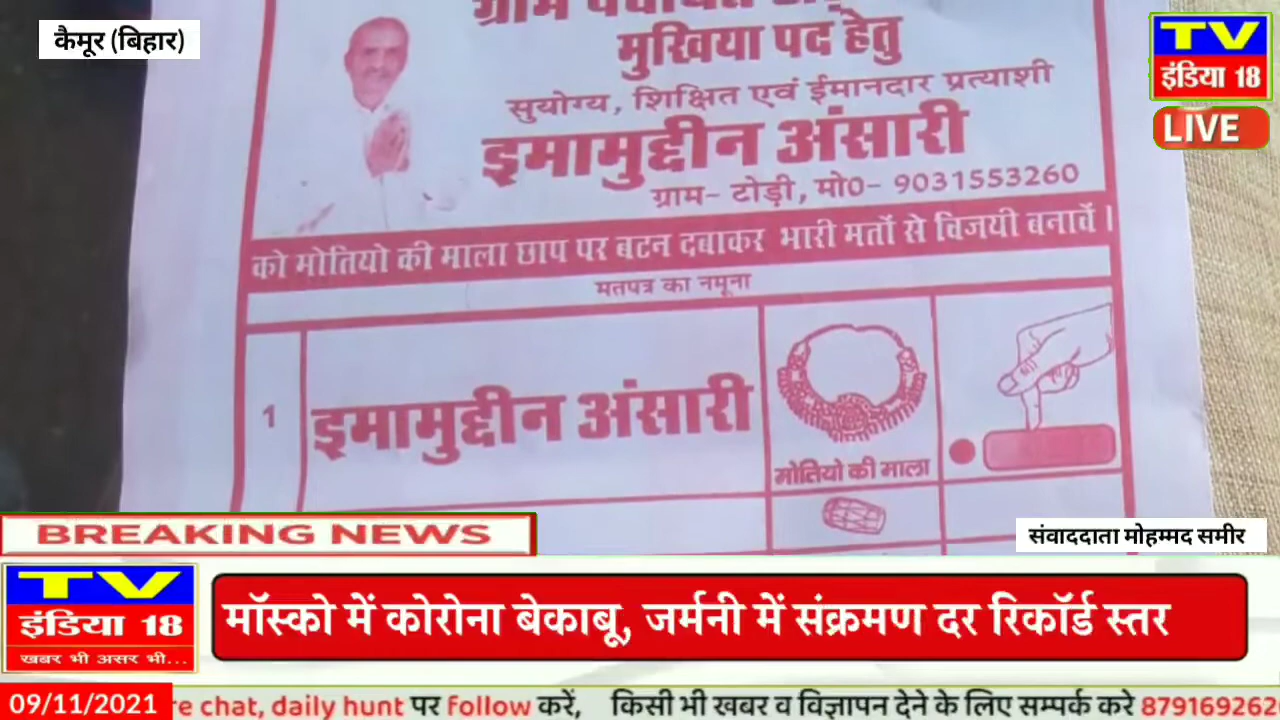 कैमूर (बिहार)
TV
इंडिया 18
LIVE
ग्राम पंचायत
मुखिया पद हेतु
सुयोग्य, शिक्षित एवं ईमानदार प्रत्याशी
इमामुद्दीन अंसारी
ग्राम- टोड़ी, मो0- 9031553260
को मोतियो की माला छाप पर बटन दबाकर भारी मतों से विजयी बनावें।
मतपत्र का नमूना
1
इमामुद्दीन अंसारी
मोतियो की माला
BREAKING NEWS
संवाददाता मोहम्मद समीर
TV
इंडिया 18
खबर भी असर भी...
मॉस्को में कोरोना बेकाबू, जर्मनी में संक्रमण दर रिकॉर्ड स्तर
09/11/2021
re chat, daily hunt पर Follow करें, किसी भी खबर व विज्ञापन देने के लिए सम्पर्क करे 879169262